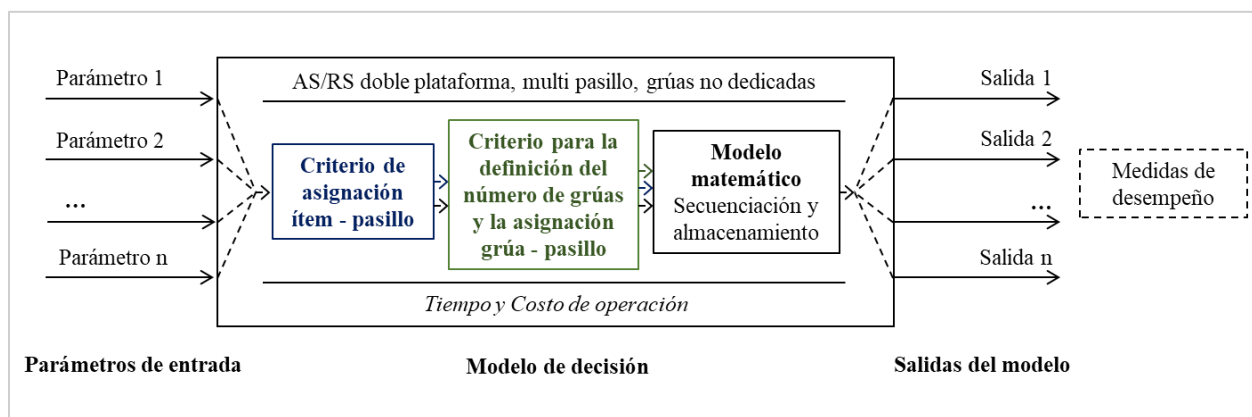 Parámetro 1
Parámetro 2
...
Parámetro n
AS/RS doble plataforma, multi pasillo, grúas no dedicadas
Criterio de
asignación
ítem - pasillo
Criterio para la
definición del
número de grúas
y la asignación
grúa - pasillo
Modelo
matemático
Secuenciación y
almacenamiento
Tiempo y Costo de operación
Salida 1
Salida 2
...
Salida n
Medidas de
desempeño
Parámetros de entrada
Modelo de decisión
Salidas del modelo